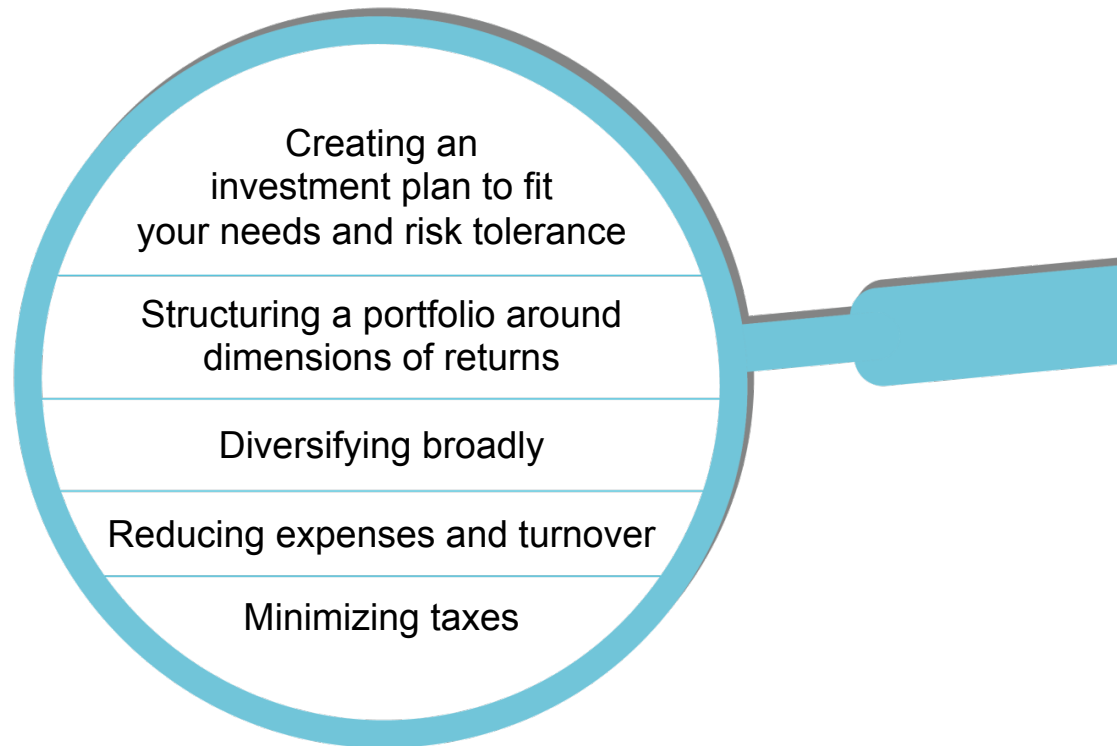 Creating an
investment plan to fit
your needs and risk tolerance
Structuring a portfolio around
dimensions of returns
Diversifying broadly
Reducing expenses and turnover
Minimizing taxes